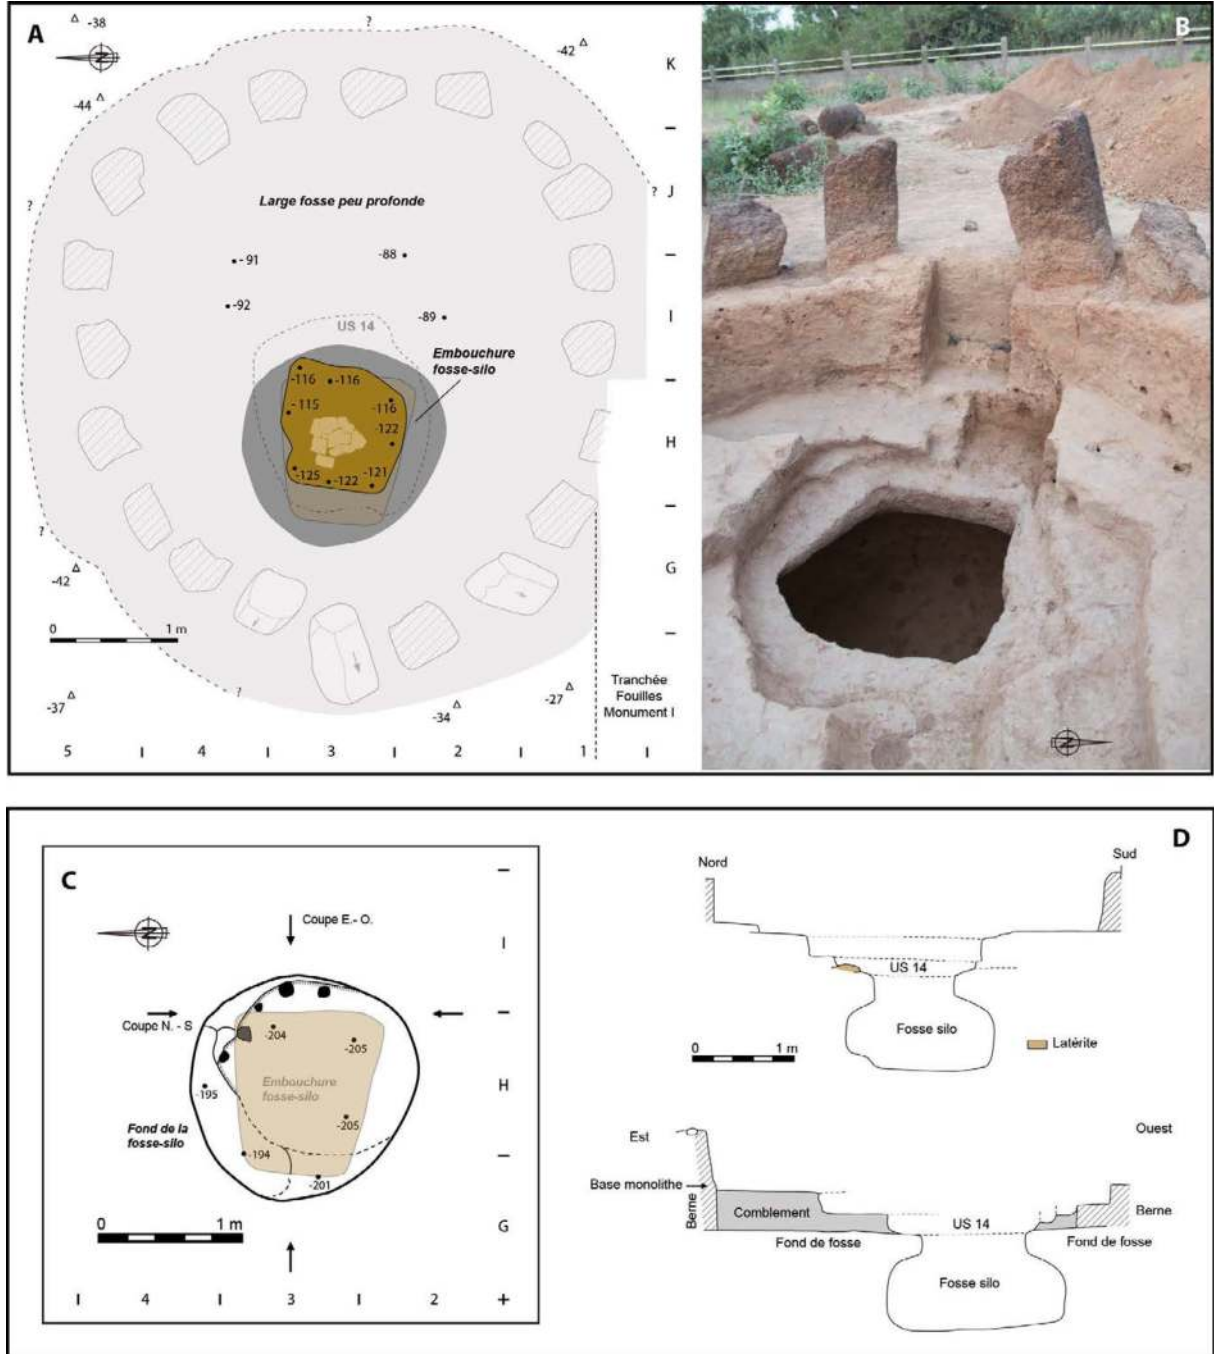 A
N
-38
-42
-44
K
–
J
–
I
–
H
–
G
–
?
?
?
?
?
?
Large fosse peu profonde
-91
-88
-92
-89
US 14
Embouchure
fosse-silo
-116
-116
-115
-116
-122
-125
-122
-121
-42
0 1 m
-37
-34
-27
Tranchée
Fouilles
Monument I
5 I 4 I 3 I 2 I 1 I
B
N
C
N
Coupe E.- O.
Coupe N. - S
–
I
–
H
–
G
-204
-205
-195
Embouchure
fosse-silo
-205
Fond de la
fosse-silo
-194
-201
0 1 m
I 4 I 3 I 2 +
D
Nord
Sud
US 14
Fosse silo
0 1 m
Latérite
Est
Ouest
Base monolithe
Berne
Comblement
US 14
Berne
Fond de fosse
Fond de fosse
Fosse silo